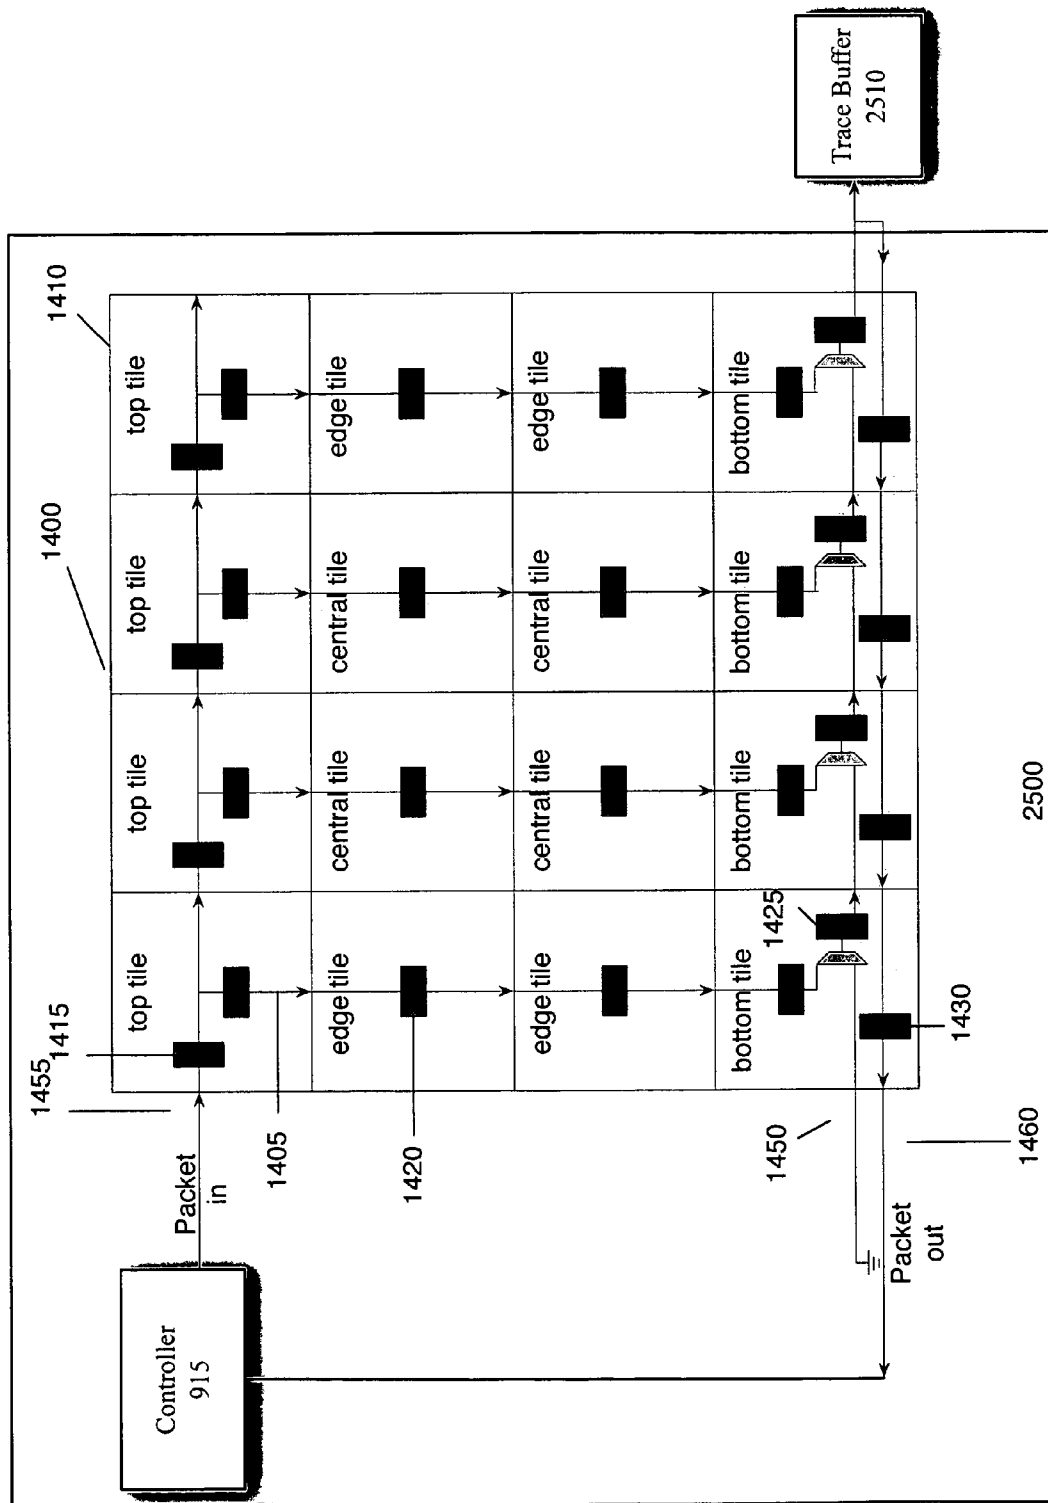 Controller
915
Packet
in
1455
1415
1405
1420
1400
1410
top tile
top tile
top tile
top tile
edge tile
central tile
central tile
edge tile
edge tile
central tile
central tile
edge tile
bottom tile
bottom tile
bottom tile
bottom tile
1425
1430
1450
1460
Packet
out
2500
Trace Buffer
2510